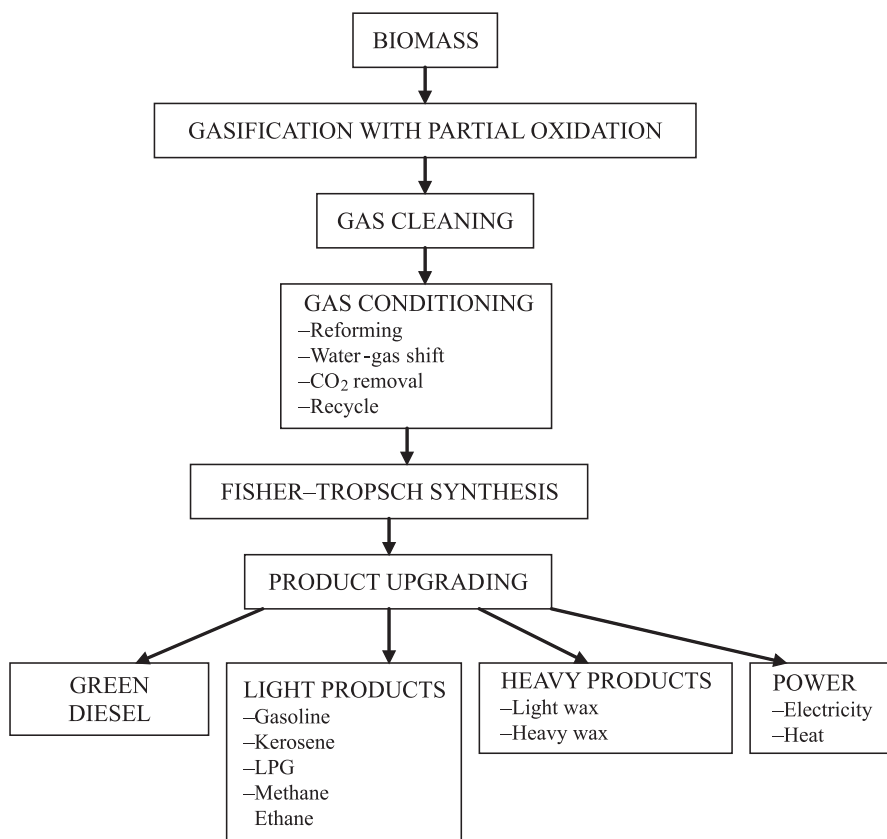 BIOMASS
GASIFICATION WITH PARTIAL OXIDATION
GAS CLEANING
GAS CONDITIONING
–Reforming
–Water-gas shift
–CO₂ removal
–Recycle
FISHER–TROPSCH SYNTHESIS
PRODUCT UPGRADING
GREEN
DIESEL
LIGHT PRODUCTS
–Gasoline
–Kerosene
–LPG
–Methane
Ethane
HEAVY PRODUCTS
–Light wax
–Heavy wax
POWER
–Electricity
–Heat